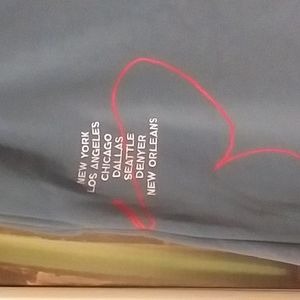 NEW YORK
LOS ANGELES
CHICAGO
DALLAS
SEATTLE
DENVER
NEW ORLEANS